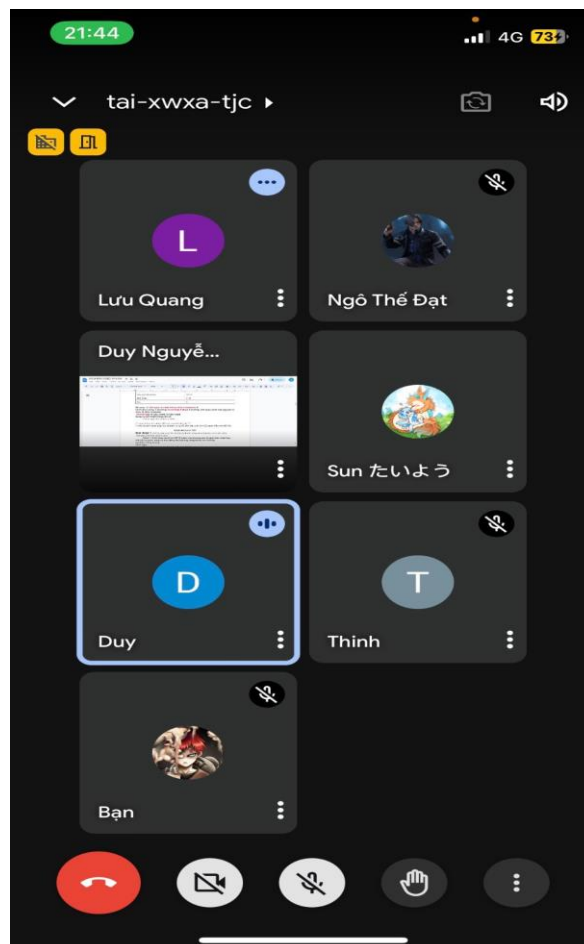 21:44
4G 73
tai-xwxa-tjc
L
Lưu Quang
Ngô Thế Đạt
Duy Nguyễ...
Sun たいよう
D
Duy
T
Thinh
Bạn